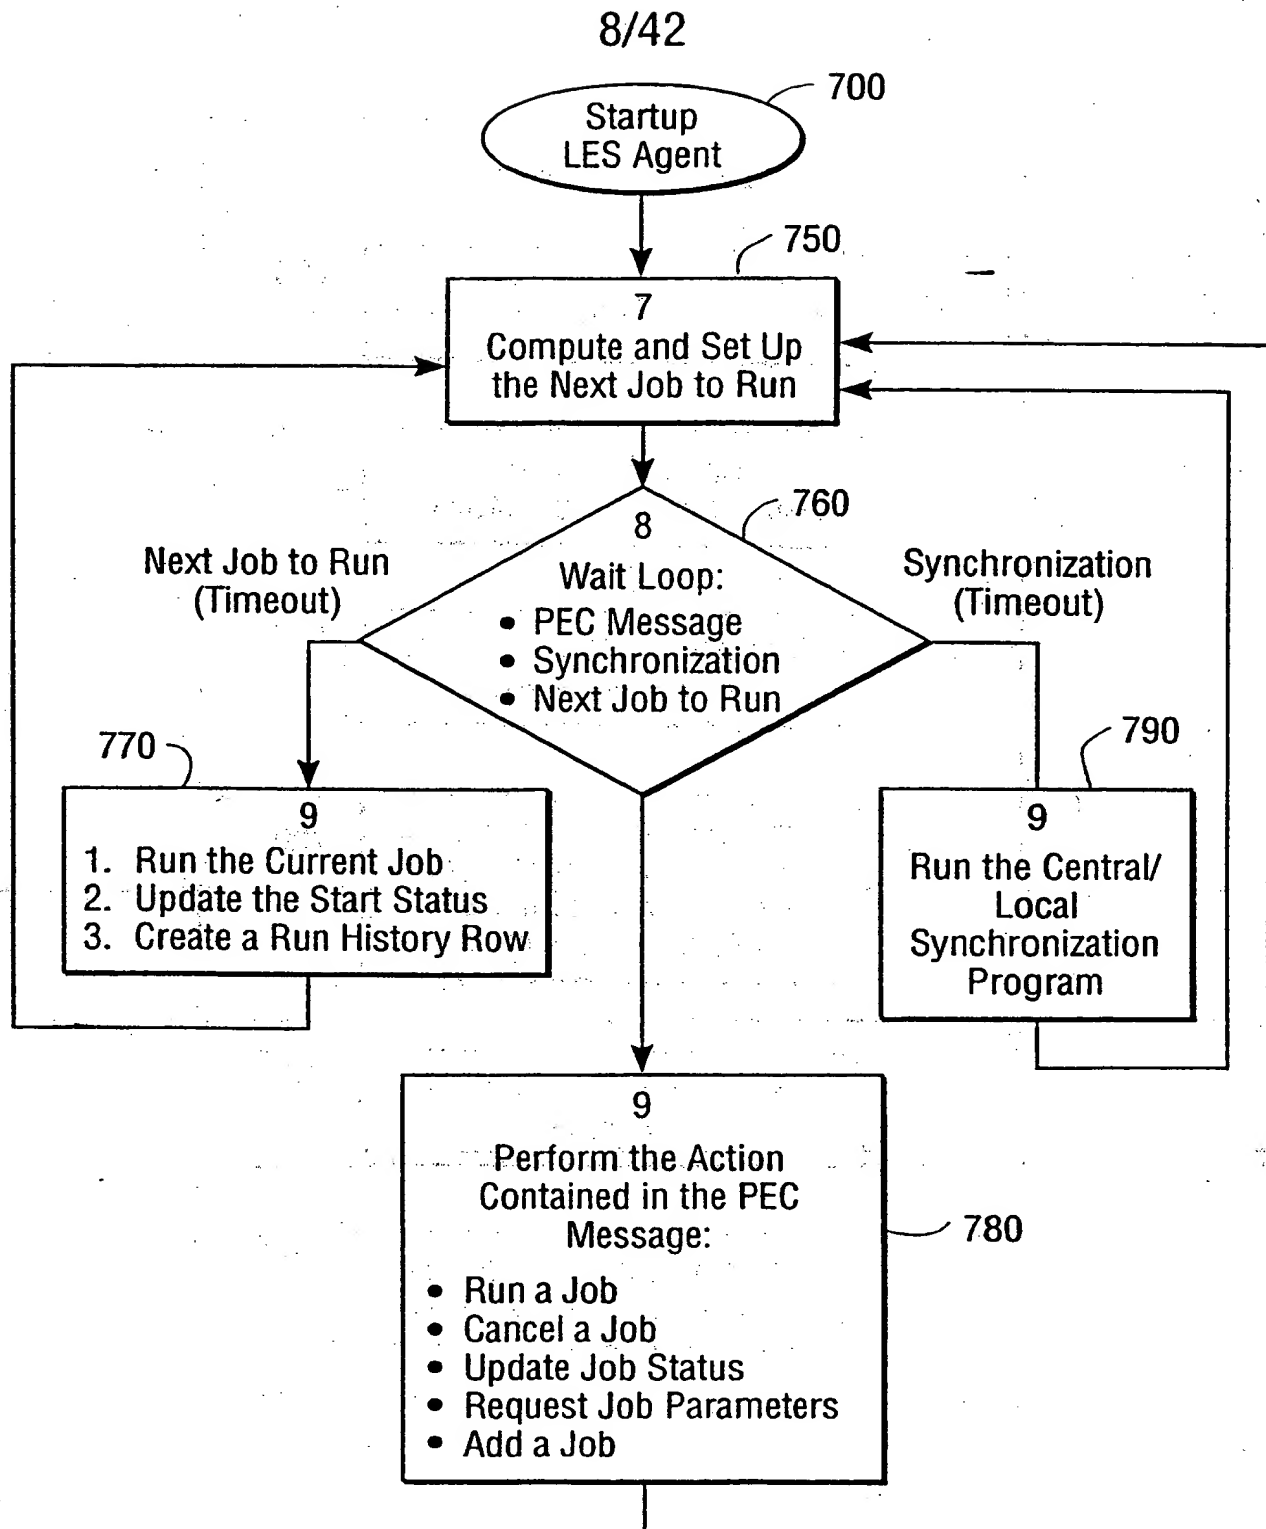 8/42
700
Startup
LES Agent
750
7
Compute and Set Up
the Next Job to Run
760
8
Wait Loop:
• PEC Message
• Synchronization
• Next Job to Run
Next Job to Run
(Timeout)
Synchronization
(Timeout)
770
9
1. Run the Current Job
2. Update the Start Status
3. Create a Run History Row
790
9
Run the Central/
Local
Synchronization
Program
9
Perform the Action
Contained in the PEC
Message:
780
• Run a Job
• Cancel a Job
• Update Job Status
• Request Job Parameters
• Add a Job